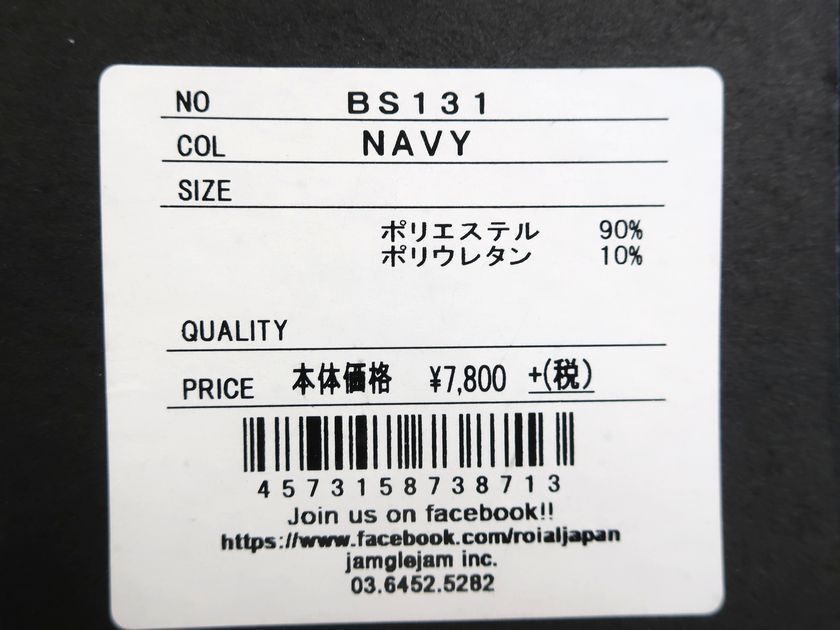 NO BS131
COL NAVY
SIZE
ポリエステル 90%
ポリウレタン 10%
QUALITY
PRICE 本体価格 ¥7,800 +(税)
4573158738713
Join us on facebook!!
https://www.facebook.com/roialjapan
jamglejam inc.
03.6452.5282